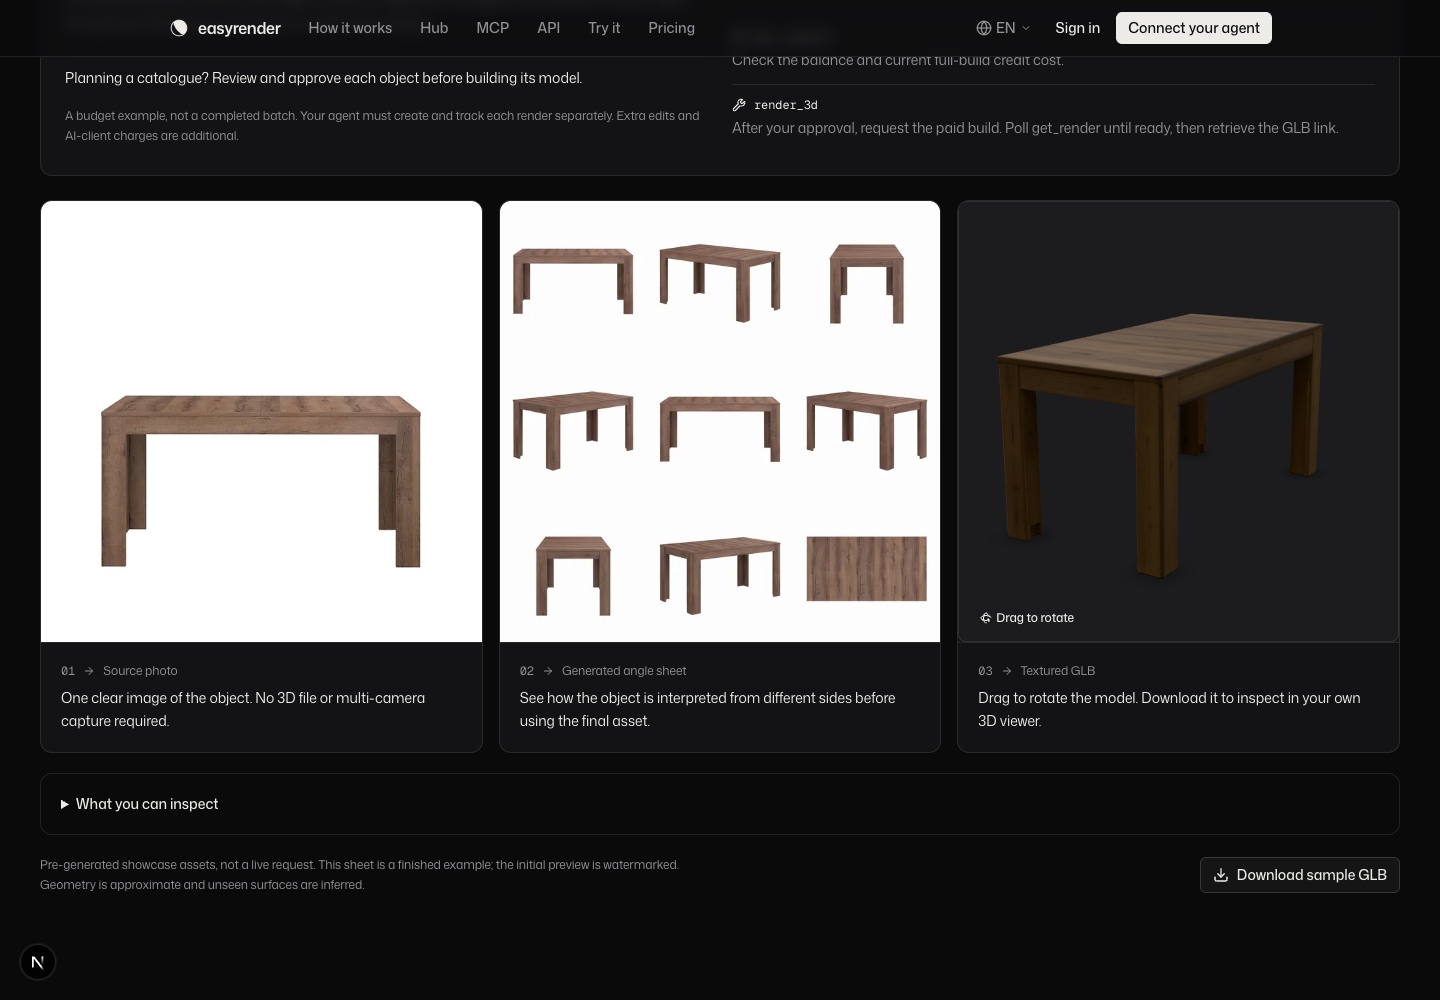 easyrender
How it works
Hub
MCP
API
Try it
Pricing
EN
Sign in
Connect your agent
Planning a catalogue? Review and approve each object before building its model.
A budget example, not a completed batch. Your agent must create and track each render separately. Extra edits and
AI-client charges are additional.
Check the balance and current full-build credit cost.
render_3d
After your approval, request the paid build. Poll get_render until ready, then retrieve the GLB link.
Drag to rotate
01 → Source photo
One clear image of the object. No 3D file or multi-camera
capture required.
02 → Generated angle sheet
See how the object is interpreted from different sides before
using the final asset.
03 → Textured GLB
Drag to rotate the model. Download it to inspect in your own
3D viewer.
What you can inspect
Pre-generated showcase assets, not a live request. This sheet is a finished example; the initial preview is watermarked.
Geometry is approximate and unseen surfaces are inferred.
Download sample GLB
N